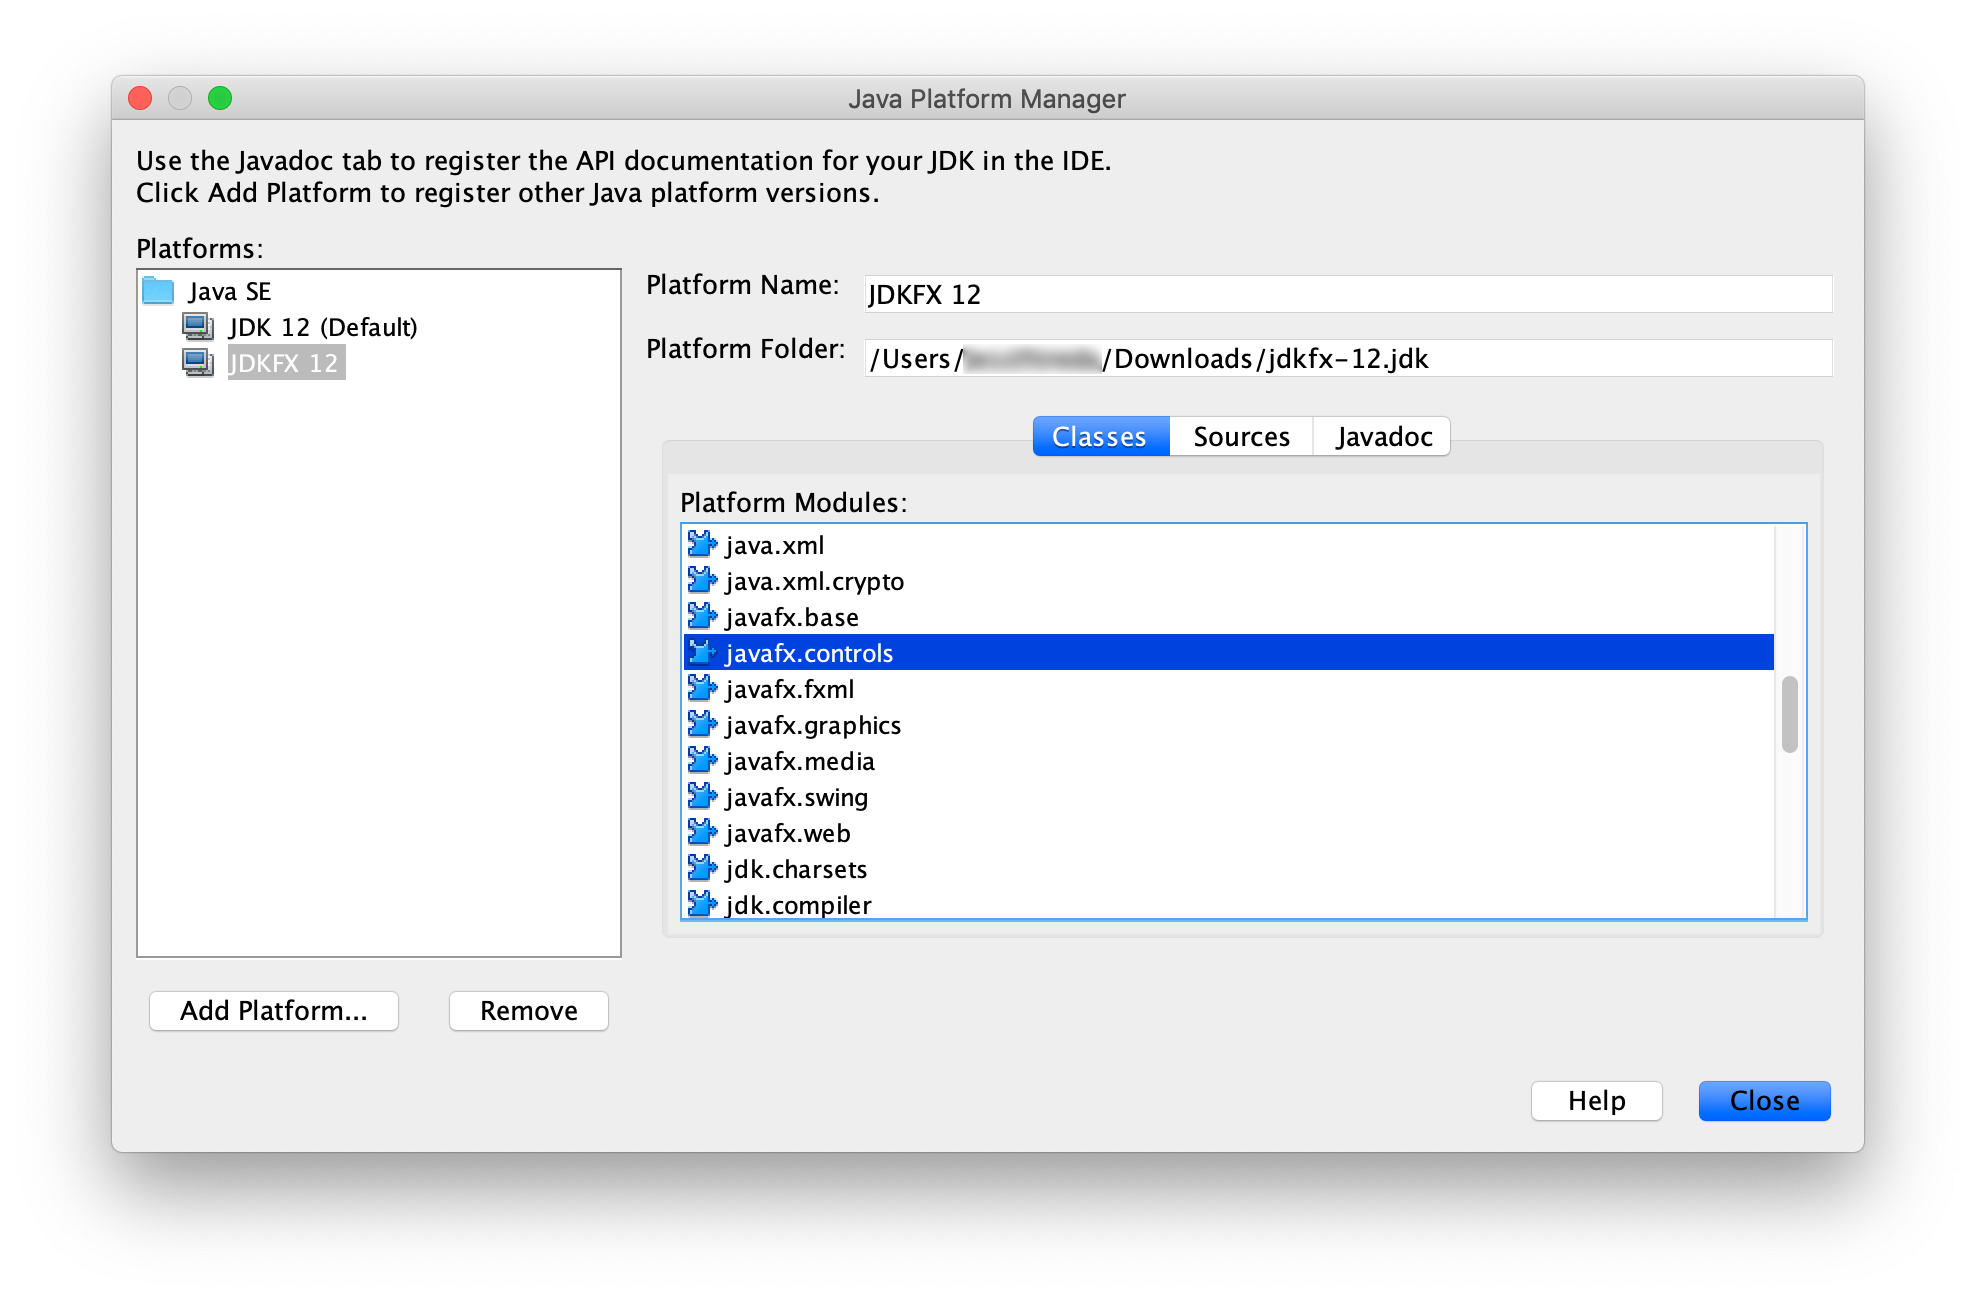 Java Platform Manager
Use the Javadoc tab to register the API documentation for your JDK in the IDE.
Click Add Platform to register other Java platform versions.
Platforms:
Java SE
JDK 12 (Default)
JDKFX 12
Platform Name:
JDKFX 12
Platform Folder:
/Users/ /Downloads/jdkfx-12.jdk
Classes
Sources
Javadoc
Platform Modules:
java.xml
java.xml.crypto
javafx.base
javafx.controls
javafx.fxml
javafx.graphics
javafx.media
javafx.swing
javafx.web
jdk.charsets
jdk.compiler
Add Platform...
Remove
Help
Close